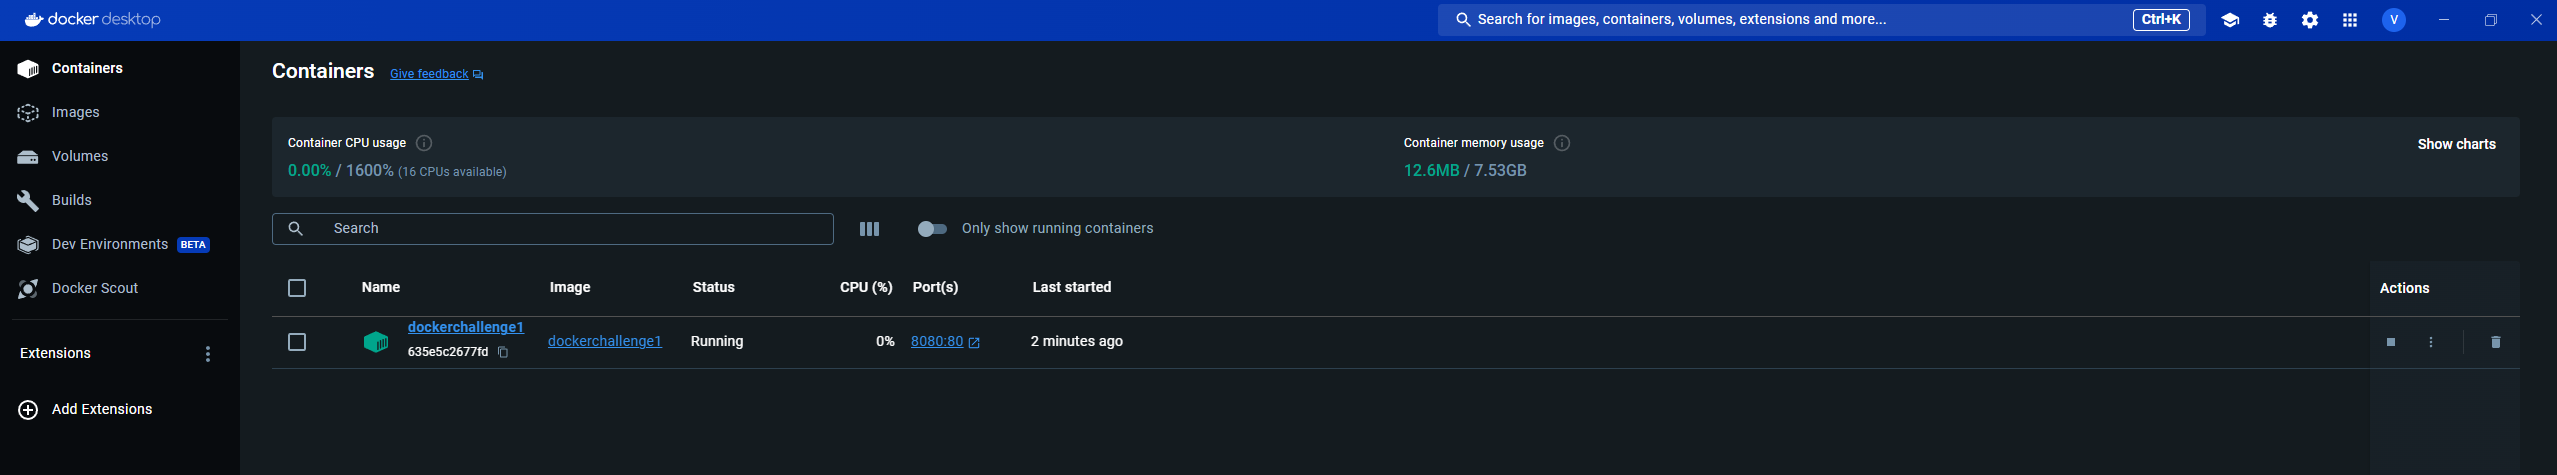 docker desktop
Search for images, containers, volumes, extensions and more...
Ctrl+K
V
Containers
Images
Volumes
Builds
Dev Environments BETA
Docker Scout
Extensions
Add Extensions
Containers Give feedback
Container CPU usage
0.00% / 1600% (16 CPUs available)
Container memory usage
12.6MB / 7.53GB
Show charts
Search
Only show running containers
Name Image Status CPU (%) Port(s) Last started Actions
dockerchallenge1
635e5c2677fd
dockerchallenge1 Running 0% 8080:80 2 minutes ago